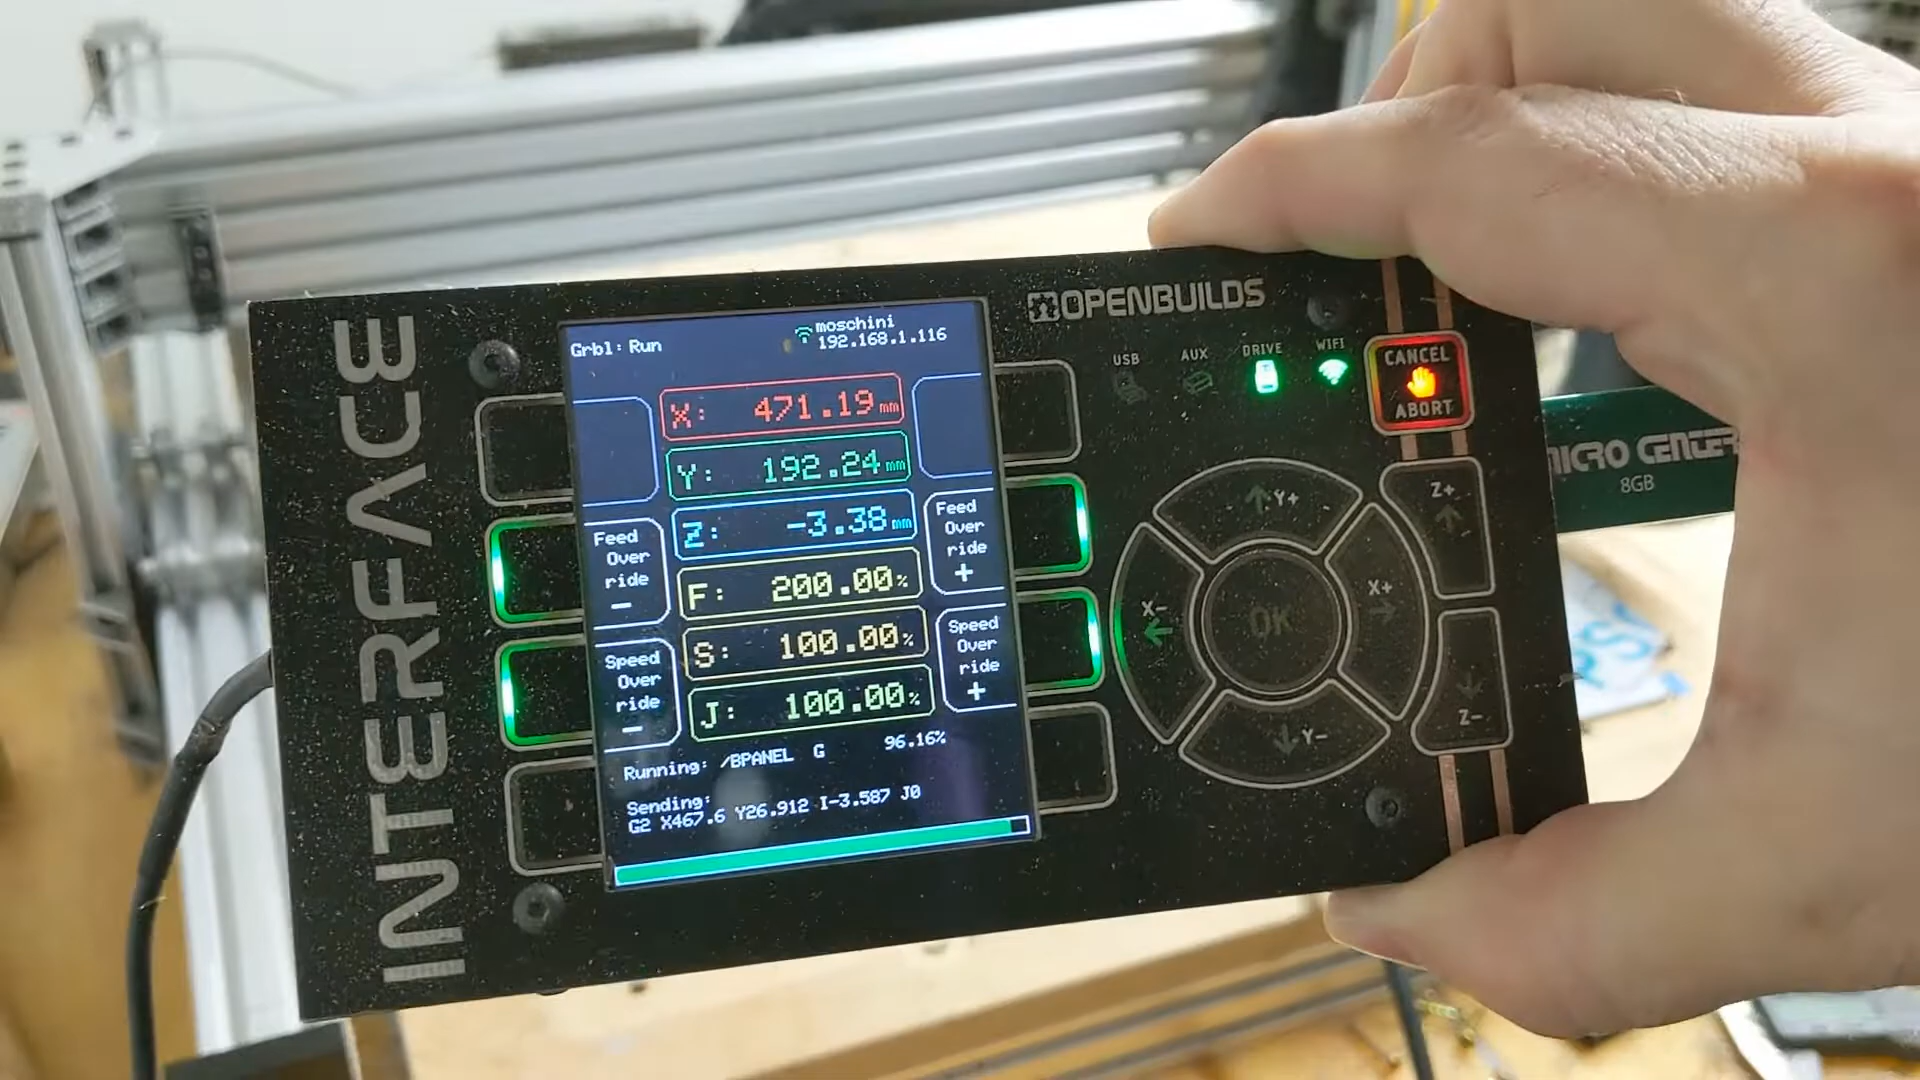 INTERFACE
Grbl: Run
moschini
192.168.1.116
X: 471.19 mm
Y: 192.24 mm
Z: -3.38 mm
F: 200.00%
S: 100.00%
J: 100.00%
Feed
Over
ride
-
Speed
Over
ride
-
Feed
Over
ride
+
Speed
Over
ride
+
Running: /BPANEL G 96.16%
Sending:
G2 X467.6 Y26.912 I-3.587 J0
OPENBUILDS
USB
AUX
DRIVE
WIFI
CANCEL
ABORT
Y+
X-
OK
X+
Y-
Z+
Z-
MICRO CENTER
8GB